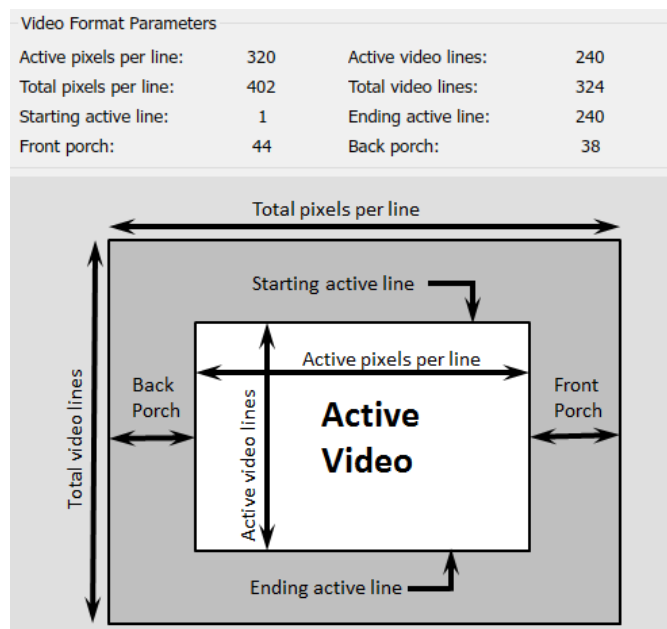 Video Format Parameters
Active pixels per line: 320 Active video lines: 240
Total pixels per line: 402 Total video lines: 324
Starting active line: 1 Ending active line: 240
Front porch: 44 Back porch: 38
Total pixels per line
Starting active line
Active pixels per line
Back
Porch
Front
Porch
Active
Video
Total video lines
Active video lines
Ending active line